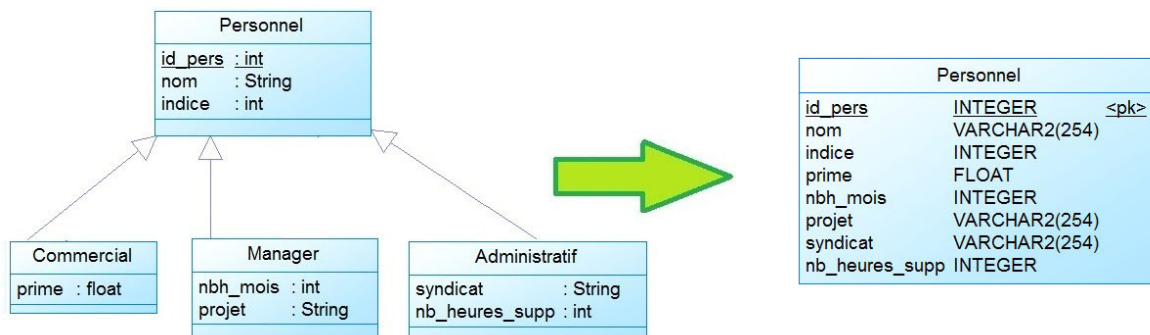 Personnel
id_pers : int
nom : String
indice : int
Commercial
prime : float
Manager
nbh_mois : int
projet : String
Administratif
syndicat : String
nb_heures_supp : int
Personnel
id_pers INTEGER <pk>
nom VARCHAR2(254)
indice INTEGER
prime FLOAT
nbh_mois INTEGER
projet VARCHAR2(254)
syndicat VARCHAR2(254)
nb_heures_supp INTEGER